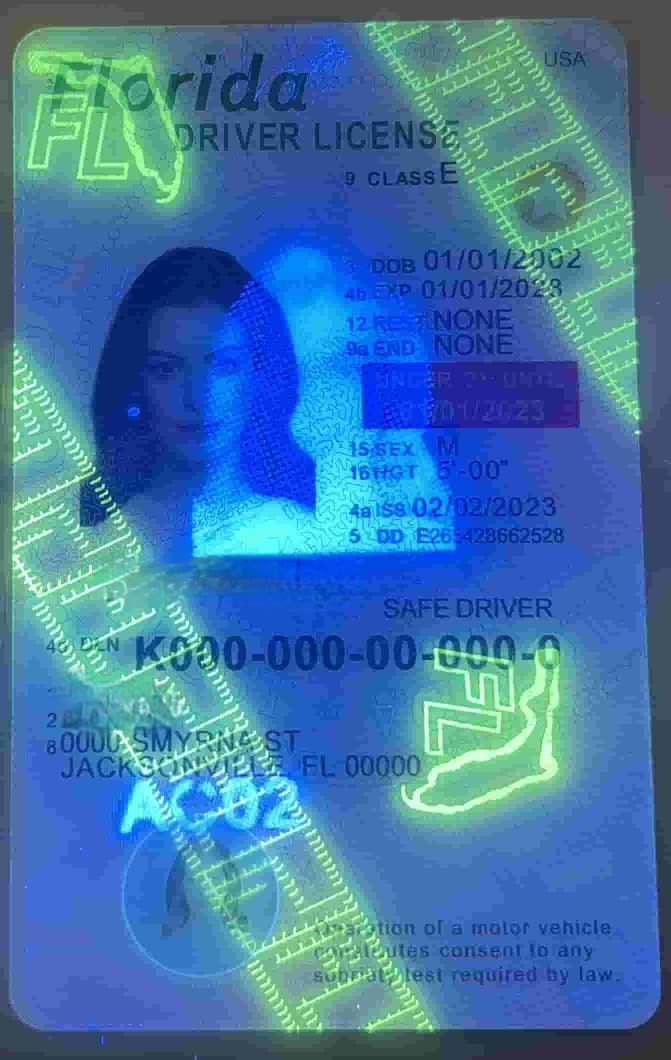 Florida
USA
FL
DRIVER LICENSE
9 CLASS E
3 DOB 01/01/2002
4b EXP 01/01/2028
12 REST NONE
9a END NONE
UNDER 21 UNTIL
01/01/2023
15 SEX M
16 HGT 5'-00"
4a ISS 02/02/2023
5 DD E265428662528
SAFE DRIVER
4d DLN K000-000-00-000-0
FL
2
8 0000 SMYRNA ST
JACKSONVILLE, FL 00000
AC 02
Operation of a motor vehicle
constitutes consent to any
sobriety test required by law.